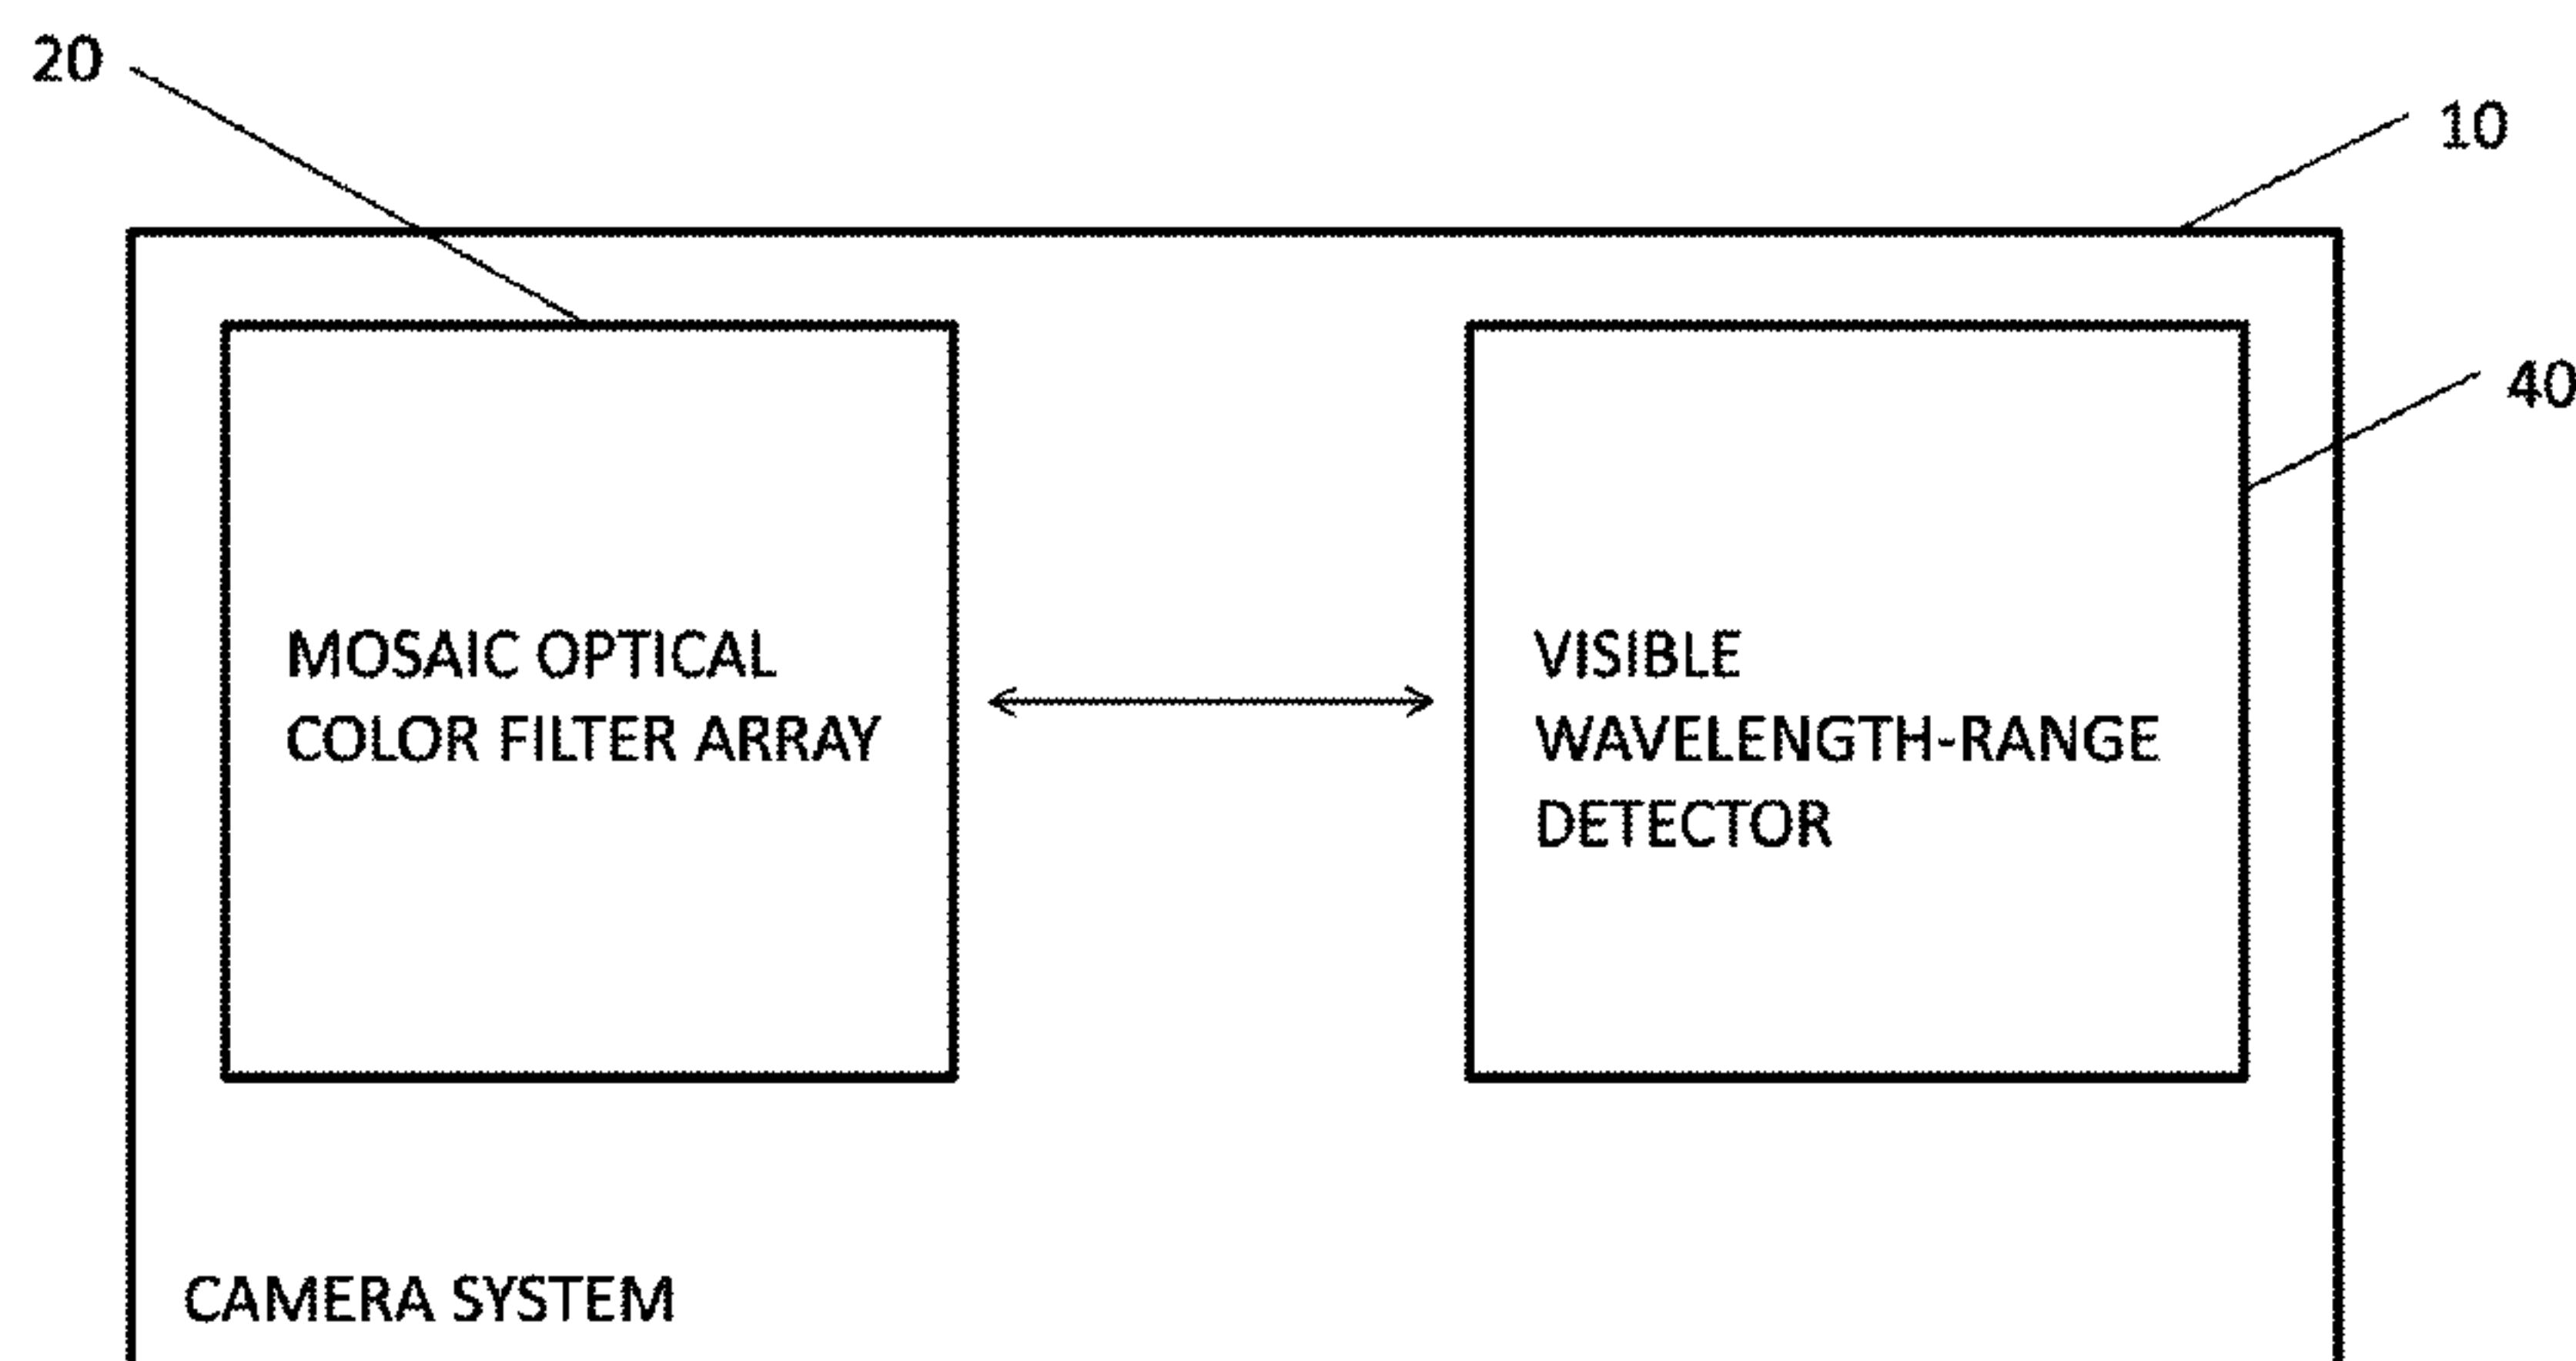 20
10
40
MOSAIC OPTICAL
COLOR FILTER ARRAY
VISIBLE
WAVELENGTH-RANGE
DETECTOR
CAMERA SYSTEM